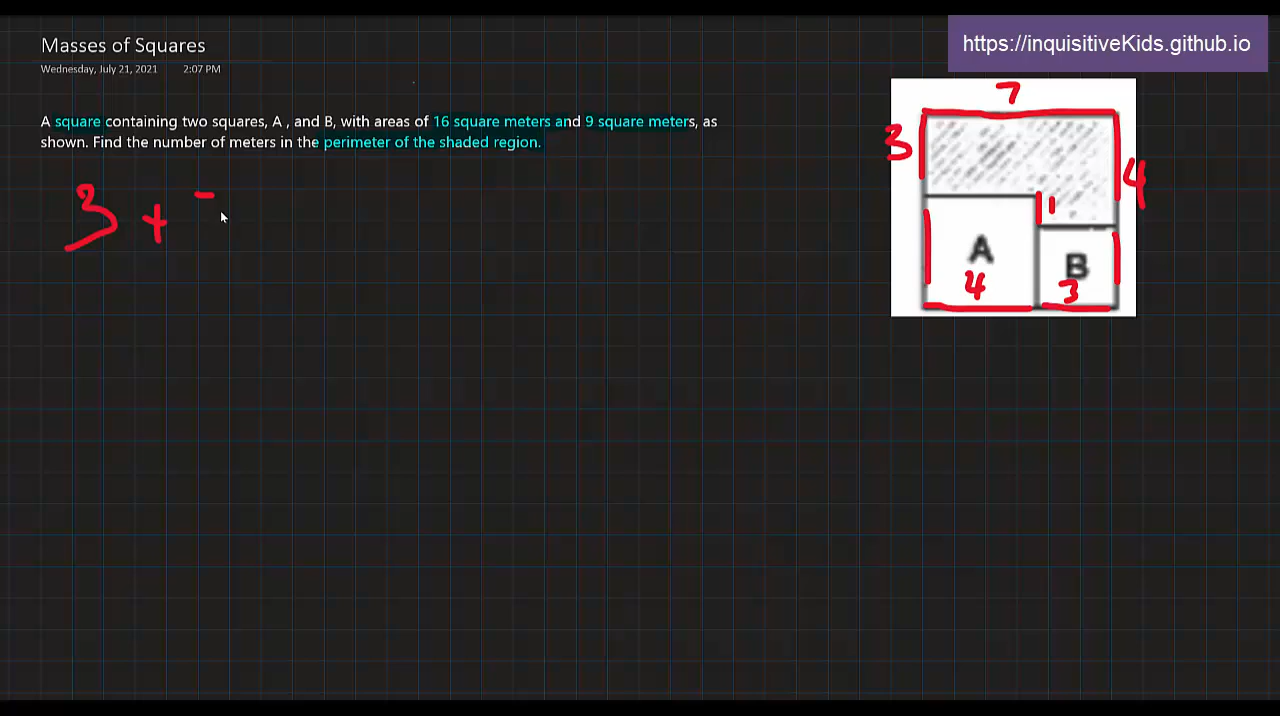 Masses of Squares
https://inquisitiveKids.github.io
Wednesday, July 21, 2021 2:07 PM
A square containing two squares, A , and B, with areas of 16 square meters and 9 square meters, as
shown. Find the number of meters in the perimeter of the shaded region.
7
3
4
1
3 +
A
B
4
3